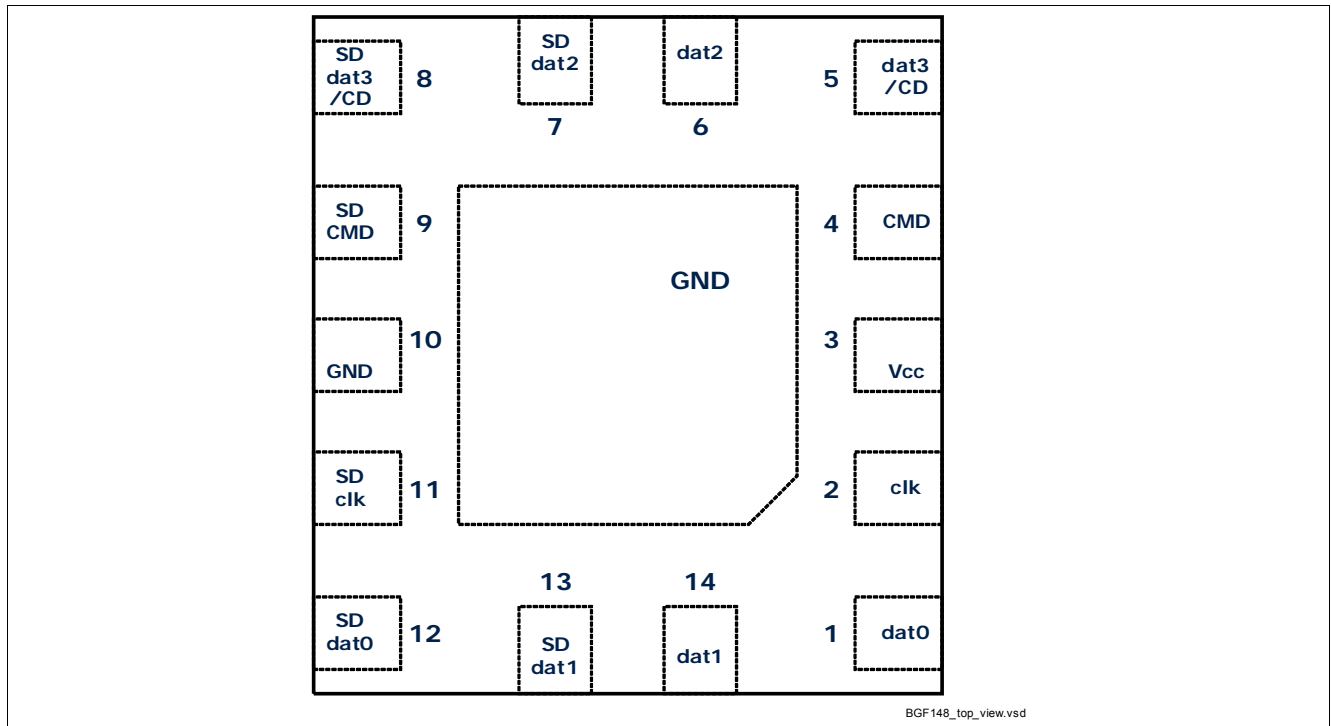 SD
dat3
/CD
8
SD
dat2
7
dat2
6
5
dat3
/CD
SD
CMD
9
4
CMD
GND
10
GND
3
Vcc
SD
clk
11
2
clk
SD
dat0
12
13
SD
dat1
14
dat1
1
dat0
BGF148_top_view.vsd